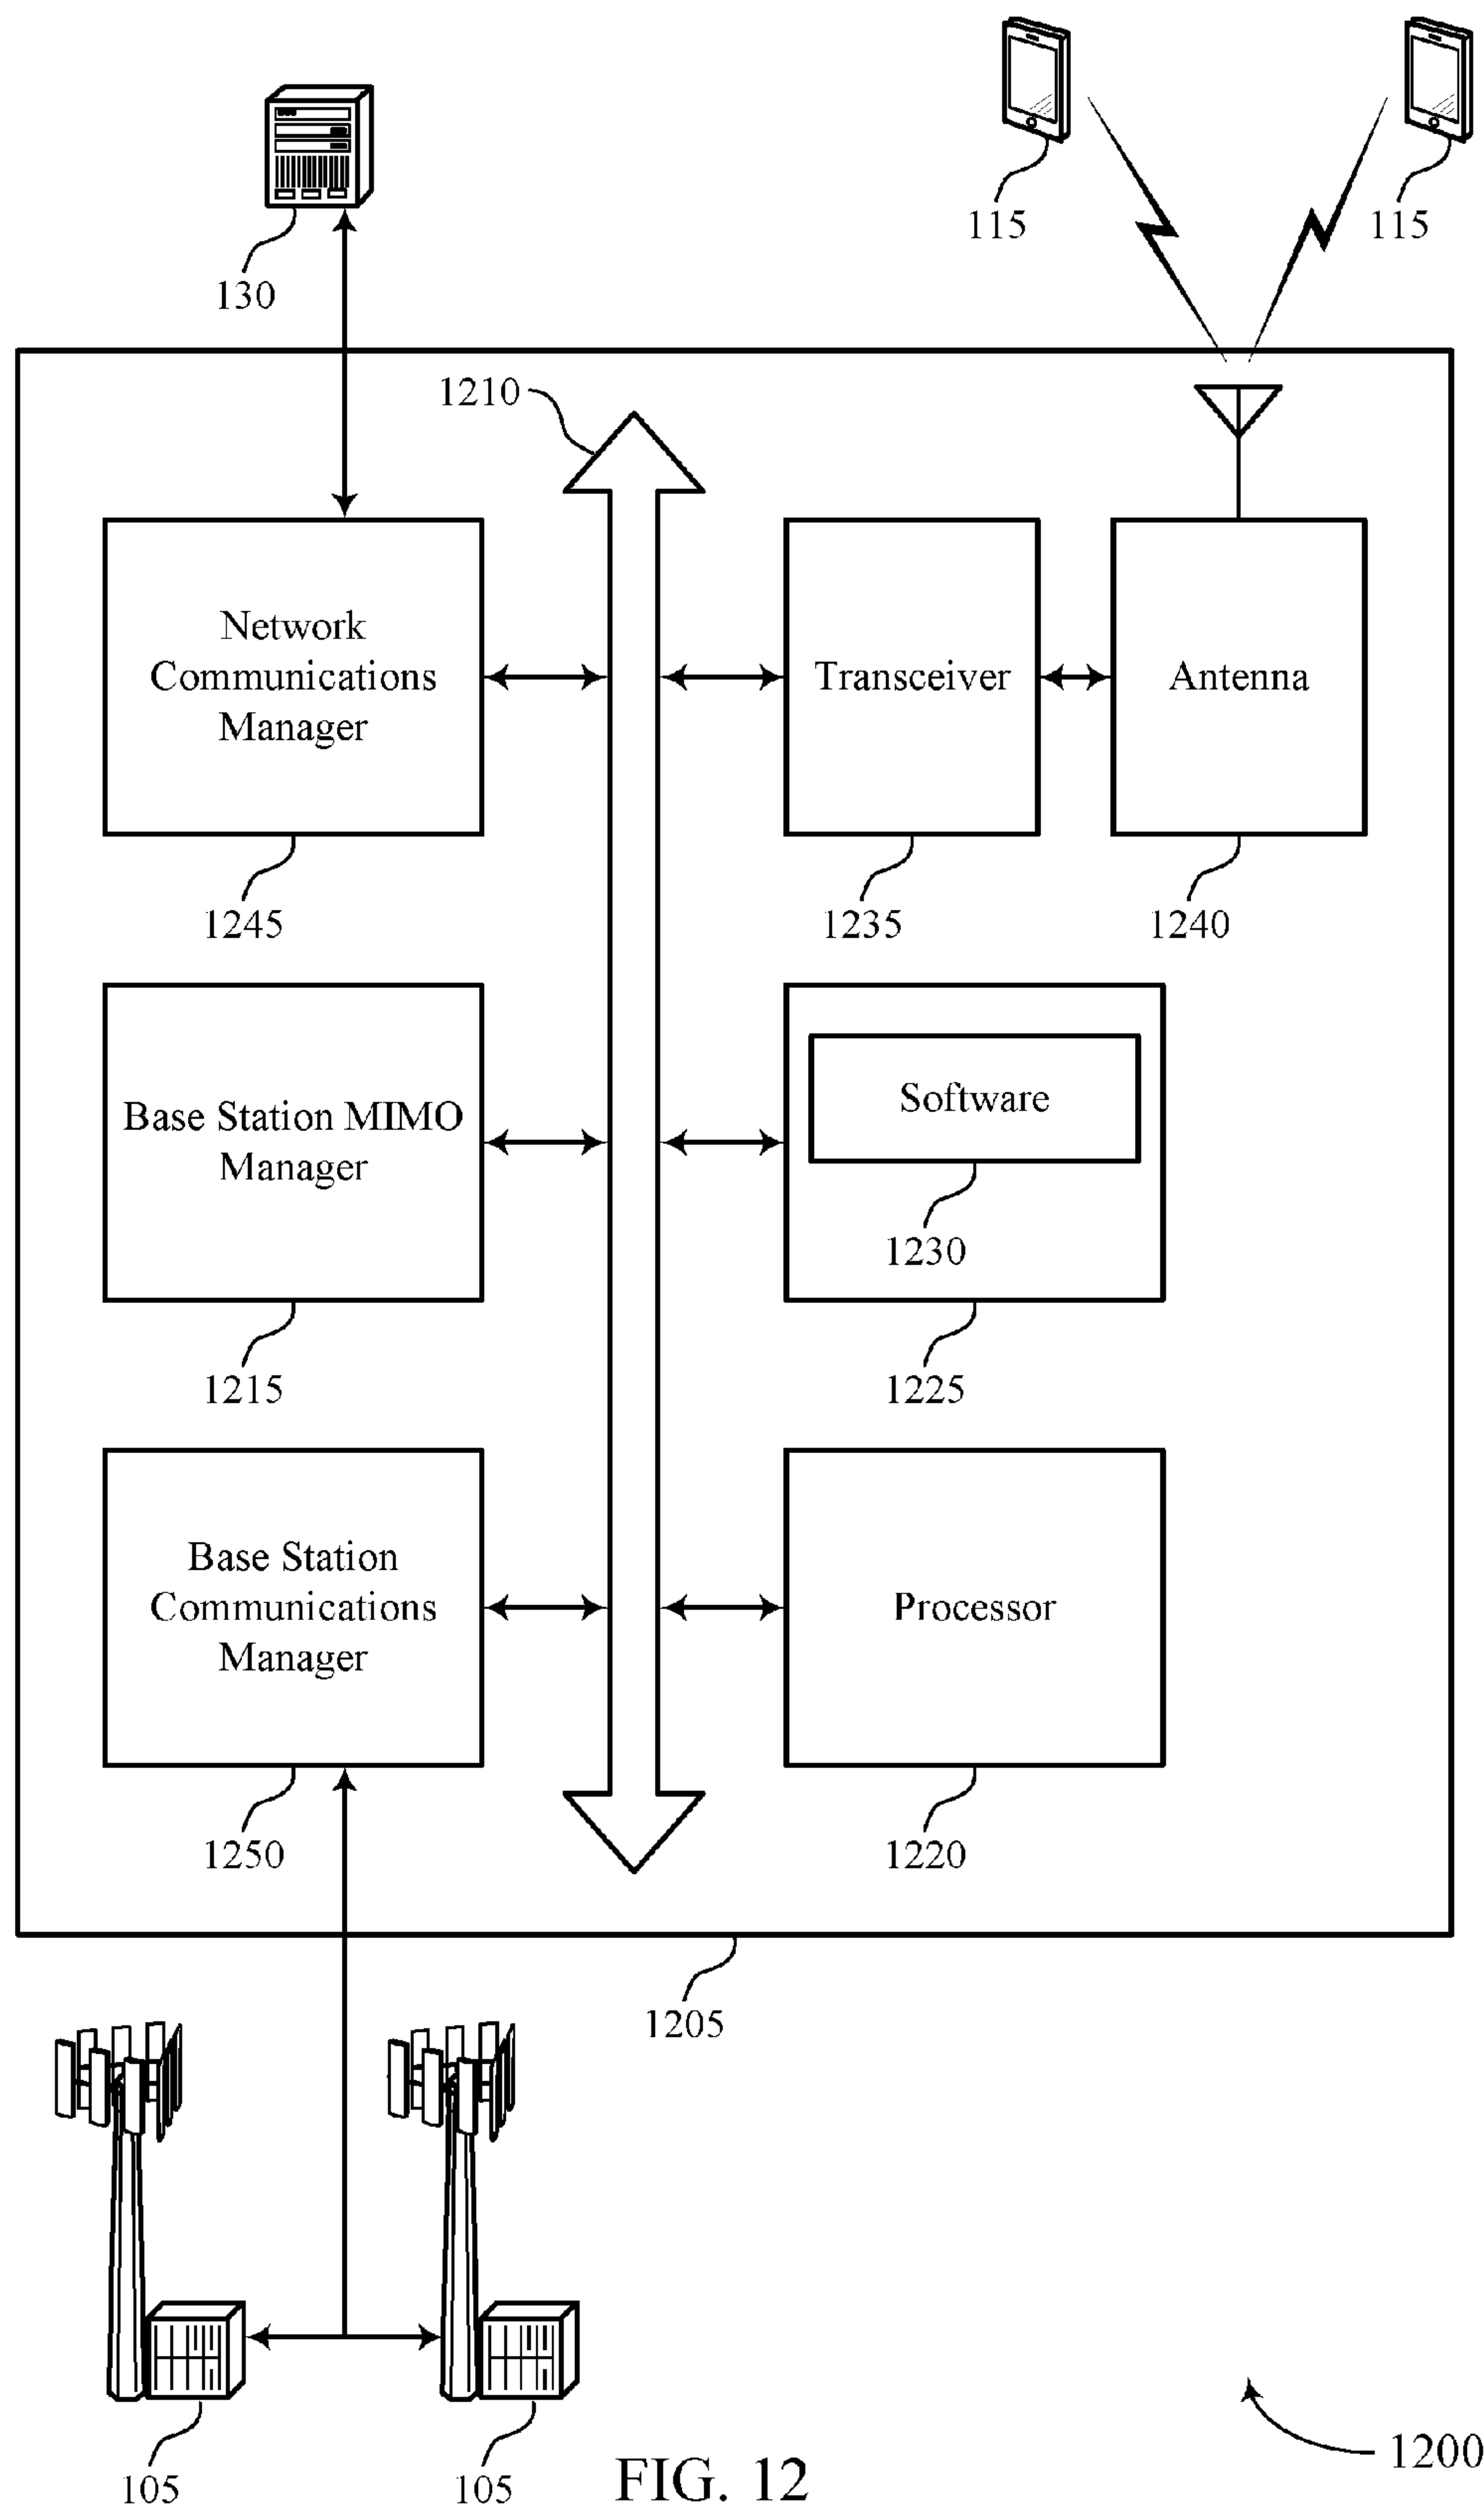 115
115
130
1210
Network
Communications
Manager
Transceiver
Antenna
1245
1235
1240
Base Station MIMO
Manager
Software
1230
1215
1225
Base Station
Communications
Manager
Processor
1250
1220
1205
105
105
FIG. 12
1200